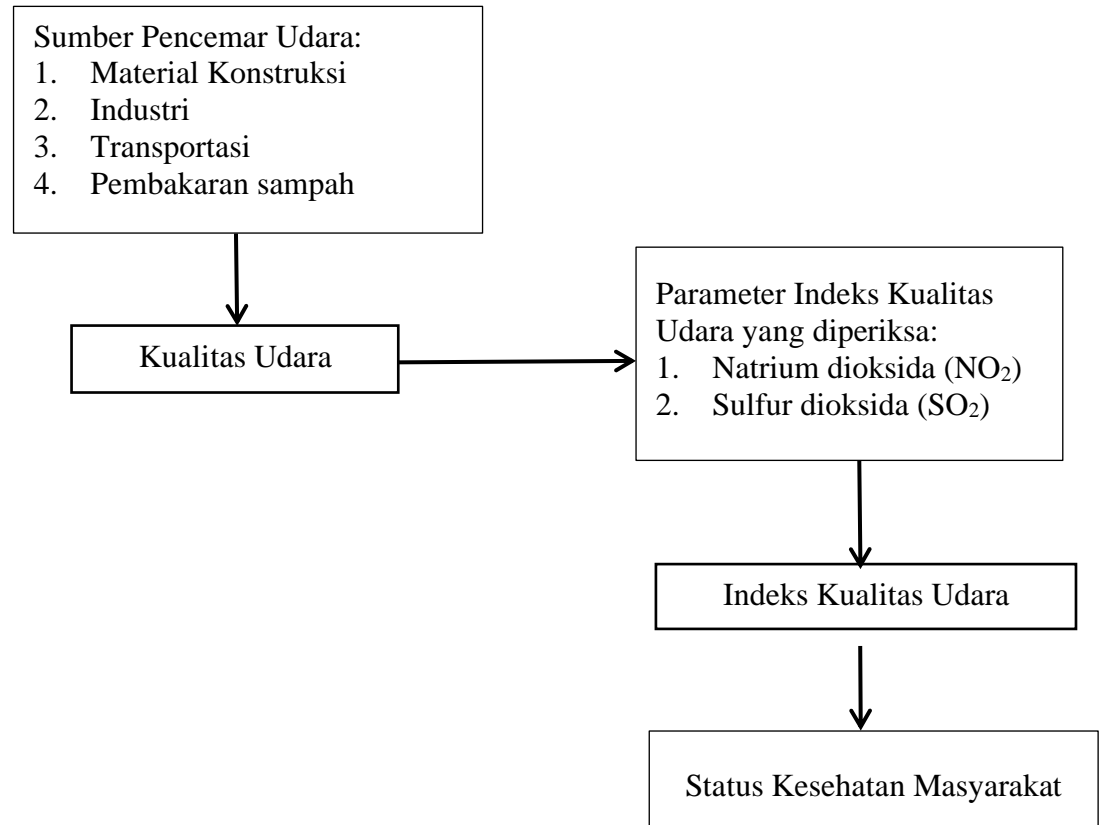 Sumber Pencemar Udara:
1. Material Konstruksi
2. Industri
3. Transportasi
4. Pembakaran sampah
Kualitas Udara
Parameter Indeks Kualitas
Udara yang diperiksa:
1. Natrium dioksida (NO₂)
2. Sulfur dioksida (SO₂)
Indeks Kualitas Udara
Status Kesehatan Masyarakat